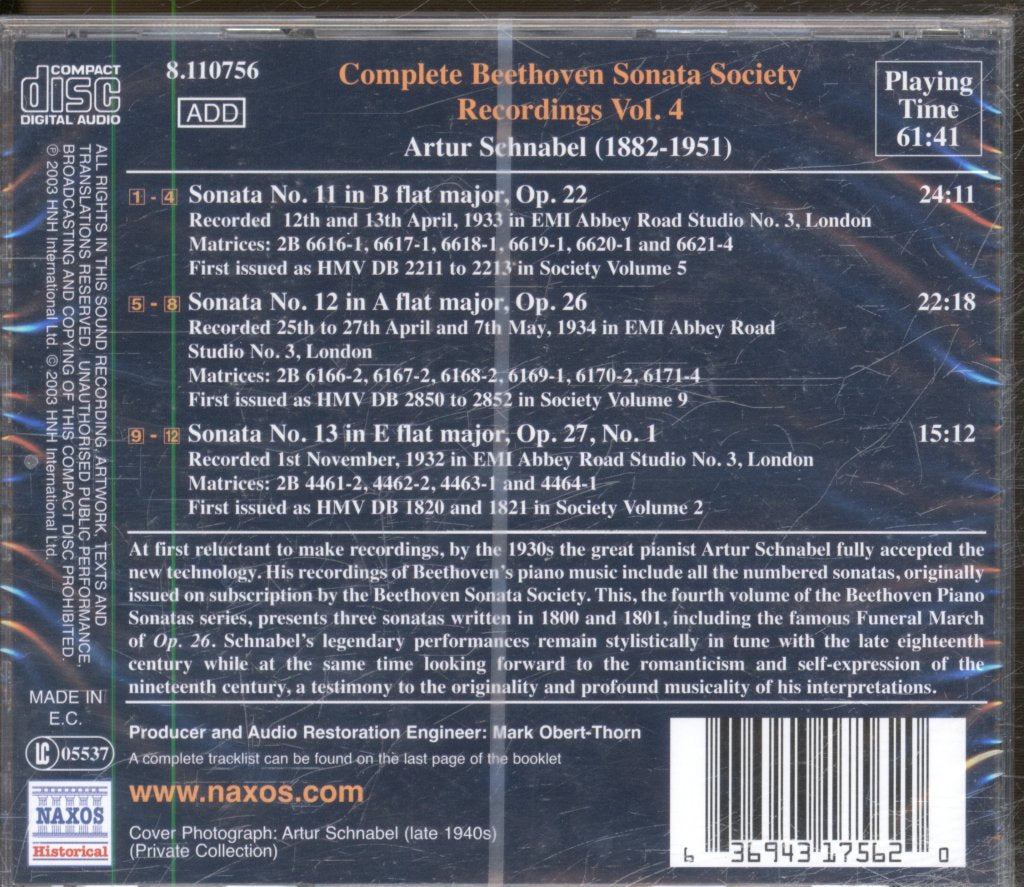 COMPACT
disc
DIGITAL AUDIO
8.110756
ADD
Complete Beethoven Sonata Society
Recordings Vol. 4
Artur Schnabel (1882-1951)
Playing
Time
61:41
1 - 4 Sonata No. 11 in B flat major, Op. 22 24:11
Recorded 12th and 13th April, 1933 in EMI Abbey Road Studio No. 3, London
Matrices: 2B 6616-1, 6617-1, 6618-1, 6619-1, 6620-1 and 6621-4
First issued as HMV DB 2211 to 2213 in Society Volume 5
5 - 8 Sonata No. 12 in A flat major, Op. 26 22:18
Recorded 25th to 27th April and 7th May, 1934 in EMI Abbey Road
Studio No. 3, London
Matrices: 2B 6166-2, 6167-2, 6168-2, 6169-1, 6170-2, 6171-4
First issued as HMV DB 2850 to 2852 in Society Volume 9
9 - 12 Sonata No. 13 in E flat major, Op. 27, No. 1 15:12
Recorded 1st November, 1932 in EMI Abbey Road Studio No. 3, London
Matrices: 2B 4461-2, 4462-2, 4463-1 and 4464-1
First issued as HMV DB 1820 and 1821 in Society Volume 2
At first reluctant to make recordings, by the 1930s the great pianist Artur Schnabel fully accepted the
new technology. His recordings of Beethoven's piano music include all the numbered sonatas, originally
issued on subscription by the Beethoven Sonata Society. This, the fourth volume of the Beethoven Piano
Sonatas series, presents three sonatas written in 1800 and 1801, including the famous Funeral March
of Op. 26. Schnabel's legendary performances remain stylistically in tune with the late eighteenth
century while at the same time looking forward to the romanticism and self-expression of the
nineteenth century, a testimony to the originality and profound musicality of his interpretations.
ALL RIGHTS IN THIS SOUND RECORDING, ARTWORK, TEXTS AND
TRANSLATIONS RESERVED. UNAUTHORISED PUBLIC PERFORMANCE,
BROADCASTING AND COPYING OF THIS COMPACT DISC PROHIBITED.
℗ 2003 HNH International Ltd. © 2003 HNH International Ltd.
MADE IN
E.C.
LC 05537
NAXOS
Historical
Producer and Audio Restoration Engineer: Mark Obert-Thorn
A complete tracklist can be found on the last page of the booklet
www.naxos.com
Cover Photograph: Artur Schnabel (late 1940s)
(Private Collection)
6 36943 17562 0